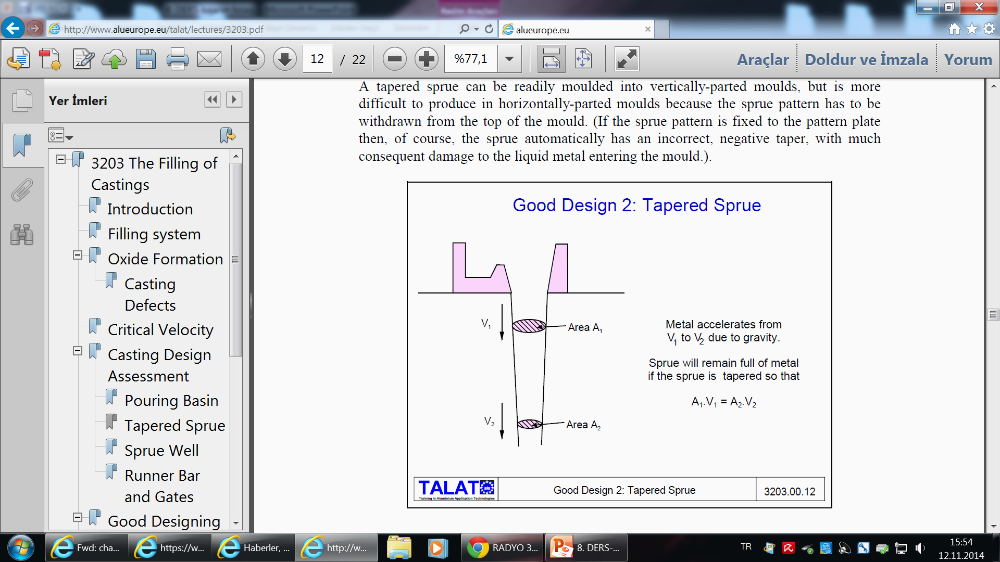 Resim Araçları
http://www.alueurope.eu/talat/lectures/3203.pdf
alueurope.eu
12 / 22
%77,1
Araçlar
Doldur ve İmzala
Yorum
Yer İmleri
3203 The Filling of
Castings
Introduction
Filling system
Oxide Formation
Casting
Defects
Critical Velocity
Casting Design
Assessment
Pouring Basin
Tapered Sprue
Sprue Well
Runner Bar
and Gates
Good Designing
A tapered sprue can be readily moulded into vertically-parted moulds, but is more
difficult to produce in horizontally-parted moulds because the sprue pattern has to be
withdrawn from the top of the mould. (If the sprue pattern is fixed to the pattern plate
then, of course, the sprue automatically has an incorrect, negative taper, with much
consequent damage to the liquid metal entering the mould.).
Good Design 2: Tapered Sprue
V1
Area A1
V2
Area A2
Metal accelerates from
V1 to V2 due to gravity.
Sprue will remain full of metal
if the sprue is tapered so that
A1.V1 = A2.V2
TALAT
alu
Training in Aluminium Application Technologies
Good Design 2: Tapered Sprue
3203.00.12
Fwd: cha...
https://w...
Haberler, ...
http://w...
RADYO 3...
8. DERS-...
TR
15:54
12.11.2014